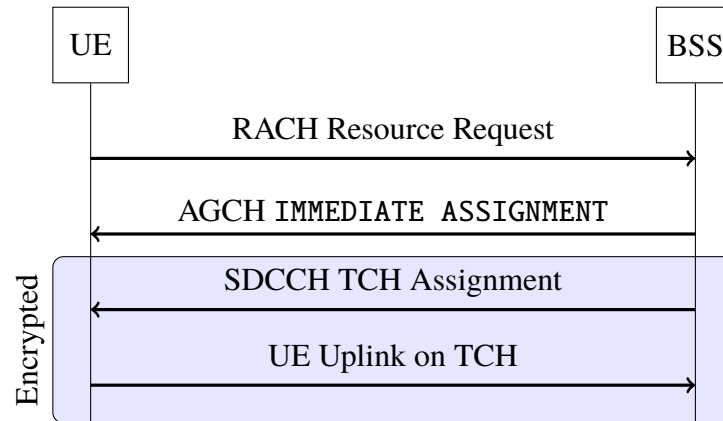 UE
BSS
RACH Resource Request
AGCH IMMEDIATE ASSIGNMENT
Encrypted
SDCCH TCH Assignment
UE Uplink on TCH